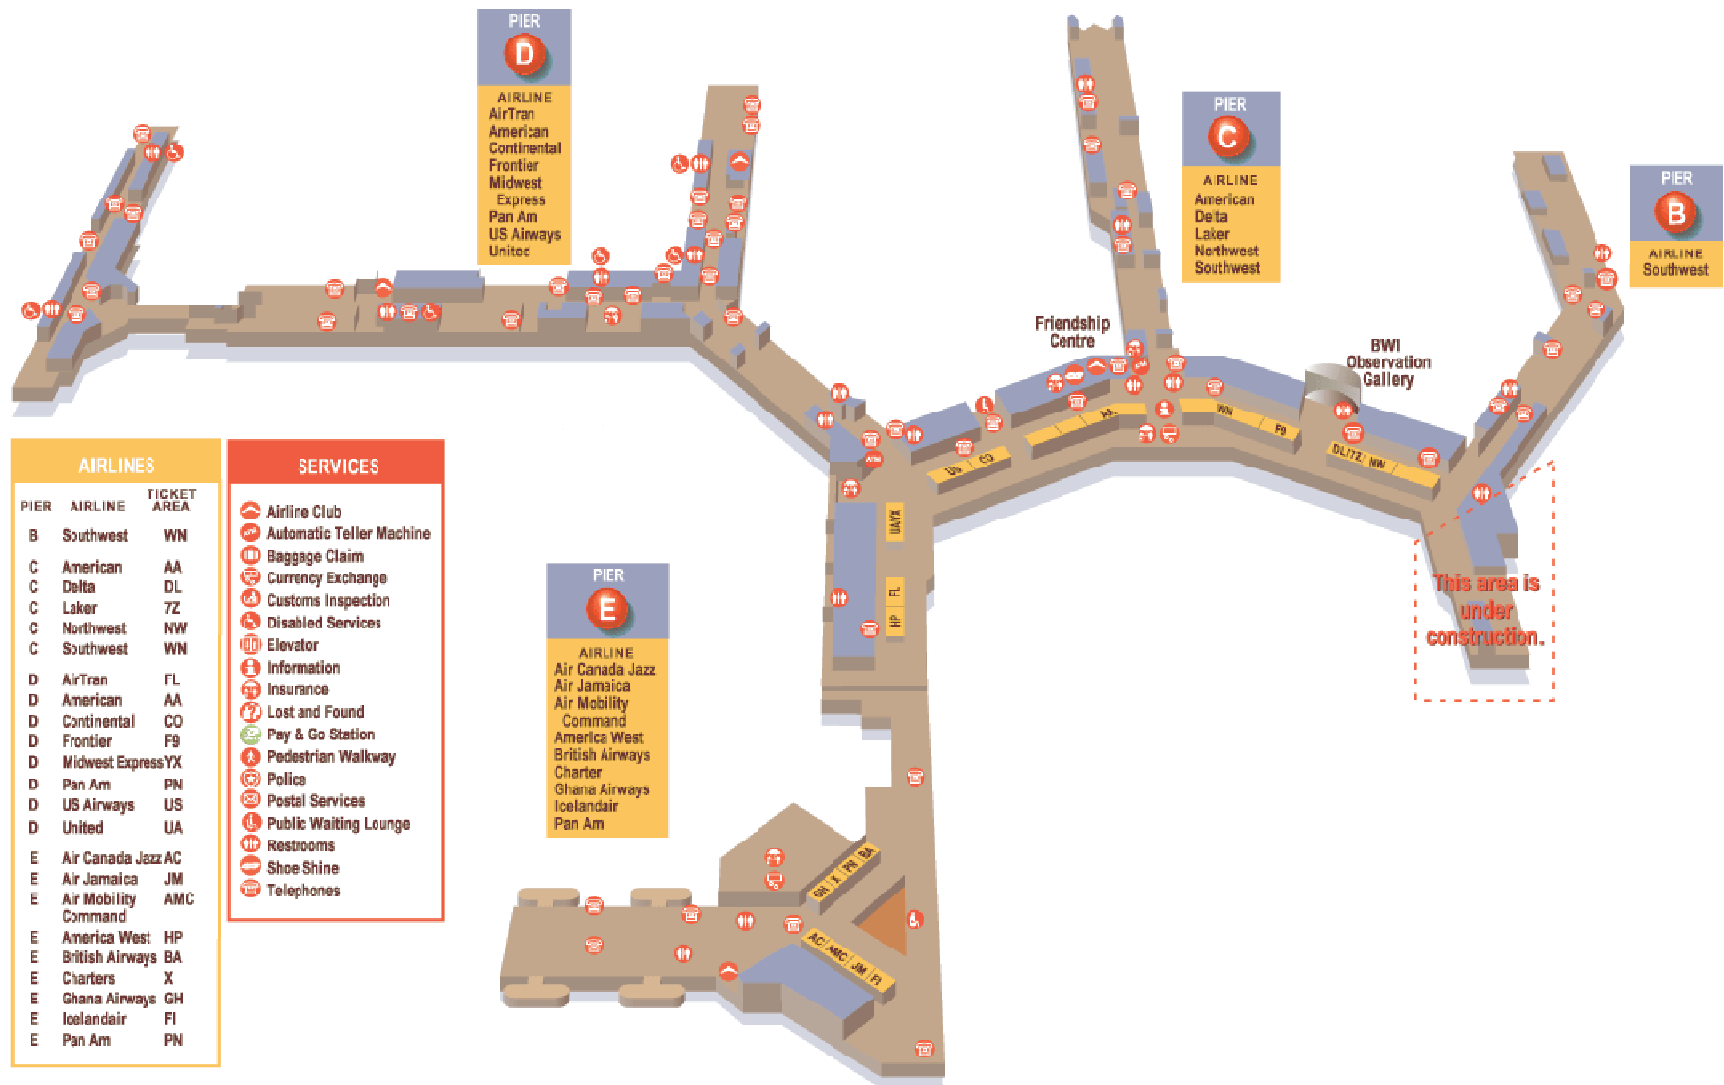 PIER
D
AIRLINE
AirTran
American
Continental
Frontier
Midwest
Express
Pan Am
US Airways
United
PIER
C
AIRLINE
American
Delta
Laker
Northwest
Southwest
PIER
B
AIRLINE
Southwest
Friendship
Centre
BWI
Observation
Gallery
AA
WN
F9
US CO
DL/7Z NW
ATM
UA/YX
FL
HP
This area is
under
construction.
AIRLINES
PIER AIRLINE TICKET AREA
B Southwest WN
C American AA
C Delta DL
C Laker 7Z
C Northwest NW
C Southwest WN
D AirTran FL
D American AA
D Continental CO
D Frontier F9
D Midwest Express YX
D Pan Am PN
D US Airways US
D United UA
E Air Canada Jazz AC
E Air Jamaica JM
E Air Mobility AMC
Command
E America West HP
E British Airways BA
E Charters X
E Ghana Airways GH
E Icelandair FI
E Pan Am PN
SERVICES
Airline Club
Automatic Teller Machine
Baggage Claim
Currency Exchange
Customs Inspection
Disabled Services
Elevator
Information
Insurance
Lost and Found
Pay & Go Station
Pedestrian Walkway
Police
Postal Services
Public Waiting Lounge
Restrooms
Shoe Shine
Telephones
PIER
E
AIRLINE
Air Canada Jazz
Air Jamaica
Air Mobility
Command
America West
British Airways
Charter
Ghana Airways
Icelandair
Pan Am
GH X PN BA
AC AMC JM FI